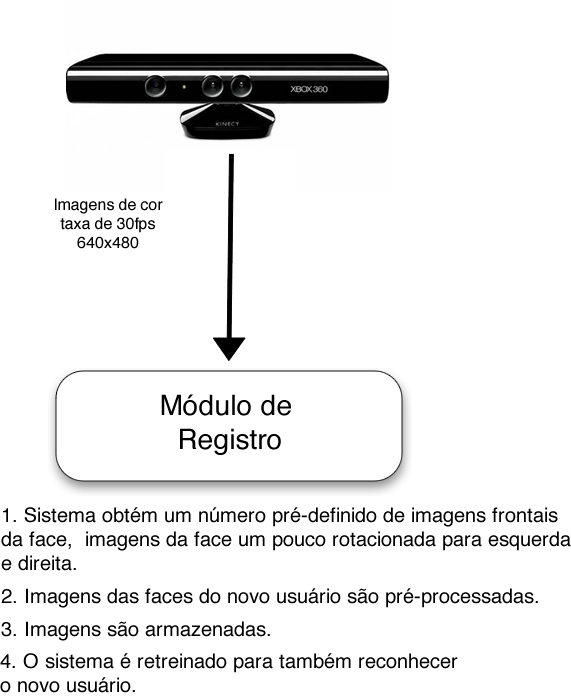 XBOX 360
KINECT
Imagens de cor
taxa de 30fps
640x480
Módulo de
Registro
1. Sistema obtém um número pré-definido de imagens frontais
da face,  imagens da face um pouco rotacionada para esquerda
e direita.
2. Imagens das faces do novo usuário são pré-processadas.
3. Imagens são armazenadas.
4. O sistema é retreinado para também reconhecer
o novo usuário.